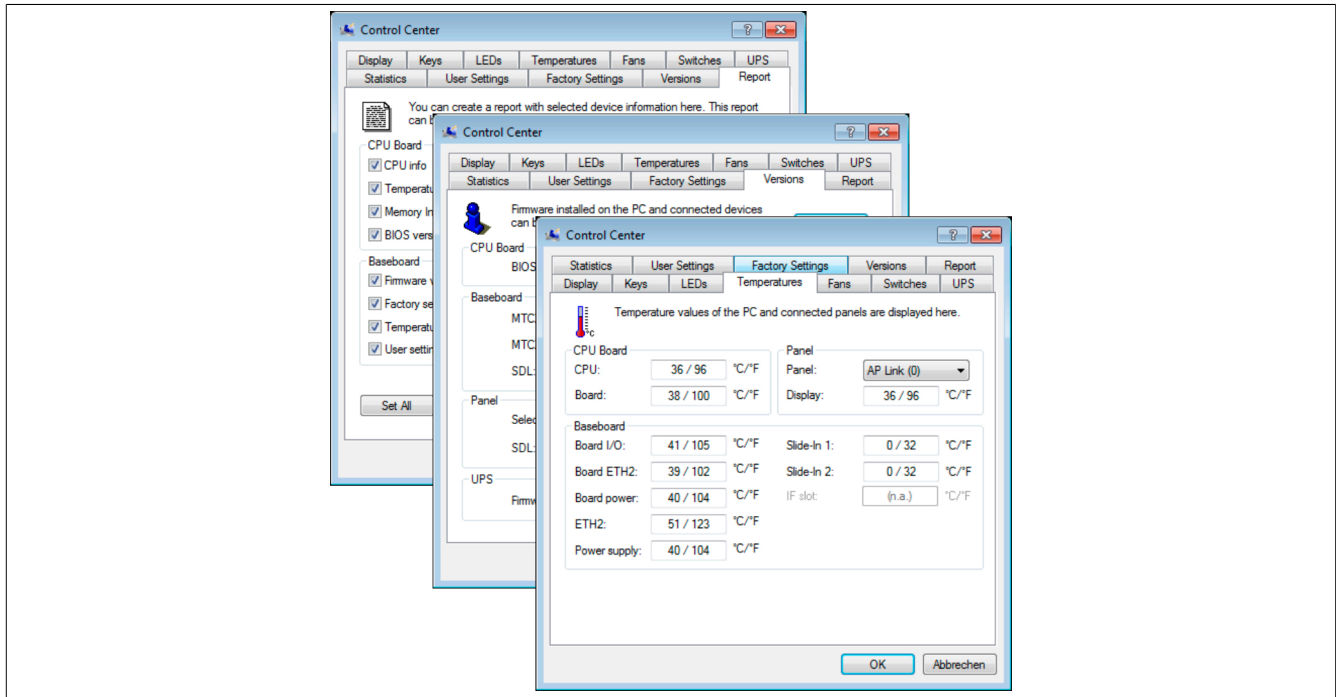 Control Center
Display Keys LEDs Temperatures Fans Switches UPS
Statistics User Settings Factory Settings Versions Report
You can create a report with selected device information here. This report
can
CPU Board
CPU info
Memory
BIOS
Baseboard
Firmware
Factory
User
Set All
Control Center
Display Keys LEDs Temperatures Fans Switches UPS
Statistics User Settings Factory Settings Versions Report
Firmware installed on the PC and connected devices
can
CPU Board
BIOS
Baseboard
SDL:
Panel
SDL:
UPS
Control Center
Statistics User Settings Factory Settings Versions Report
Display Keys LEDs Temperatures Fans Switches UPS
°c
Temperature values of the PC and connected panels are displayed here.
CPU Board
CPU: 36 / 96 °C/°F
Board: 38 / 100 °C/°F
Panel
Panel: AP Link (0)
Display: 36 / 96 °C/°F
Baseboard
Board I/O: 41 / 105 °C/°F
Board ETH2: 39 / 102 °C/°F
Board power: 40 / 104 °C/°F
ETH2: 51 / 123 °C/°F
Power supply: 40 / 104 °C/°F
Slide-In 1: 0 / 32 °C/°F
Slide-In 2: 0 / 32 °C/°F
IF slot: (n.a.) °C/°F
OK Abbrechen